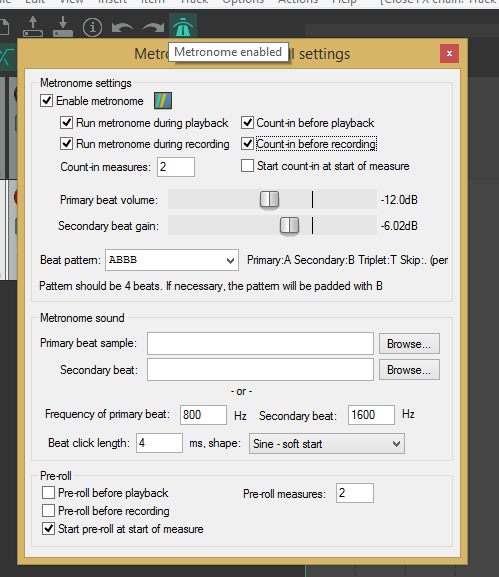 Edit View Insert Item Track Options Actions Help [Close FX chain: Track
Metronome enabled
settings
x
Metronome settings
Enable metronome
Run metronome during playback Count-in before playback
Run metronome during recording Count-in before recording
Count-in measures: 2 Start count-in at start of measure
Primary beat volume: -12.0dB
Secondary beat gain: -6.02dB
Beat pattern: ABBB Primary:A Secondary:B Triplet:T Skip:. (per
Pattern should be 4 beats. If necessary, the pattern will be padded with B
Metronome sound
Primary beat sample: Browse...
Secondary beat: Browse...
- or -
Frequency of primary beat: 800 Hz Secondary beat: 1600 Hz
Beat click length: 4 ms, shape: Sine - soft start
Pre-roll
Pre-roll before playback Pre-roll measures: 2
Pre-roll before recording
Start pre-roll at start of measure